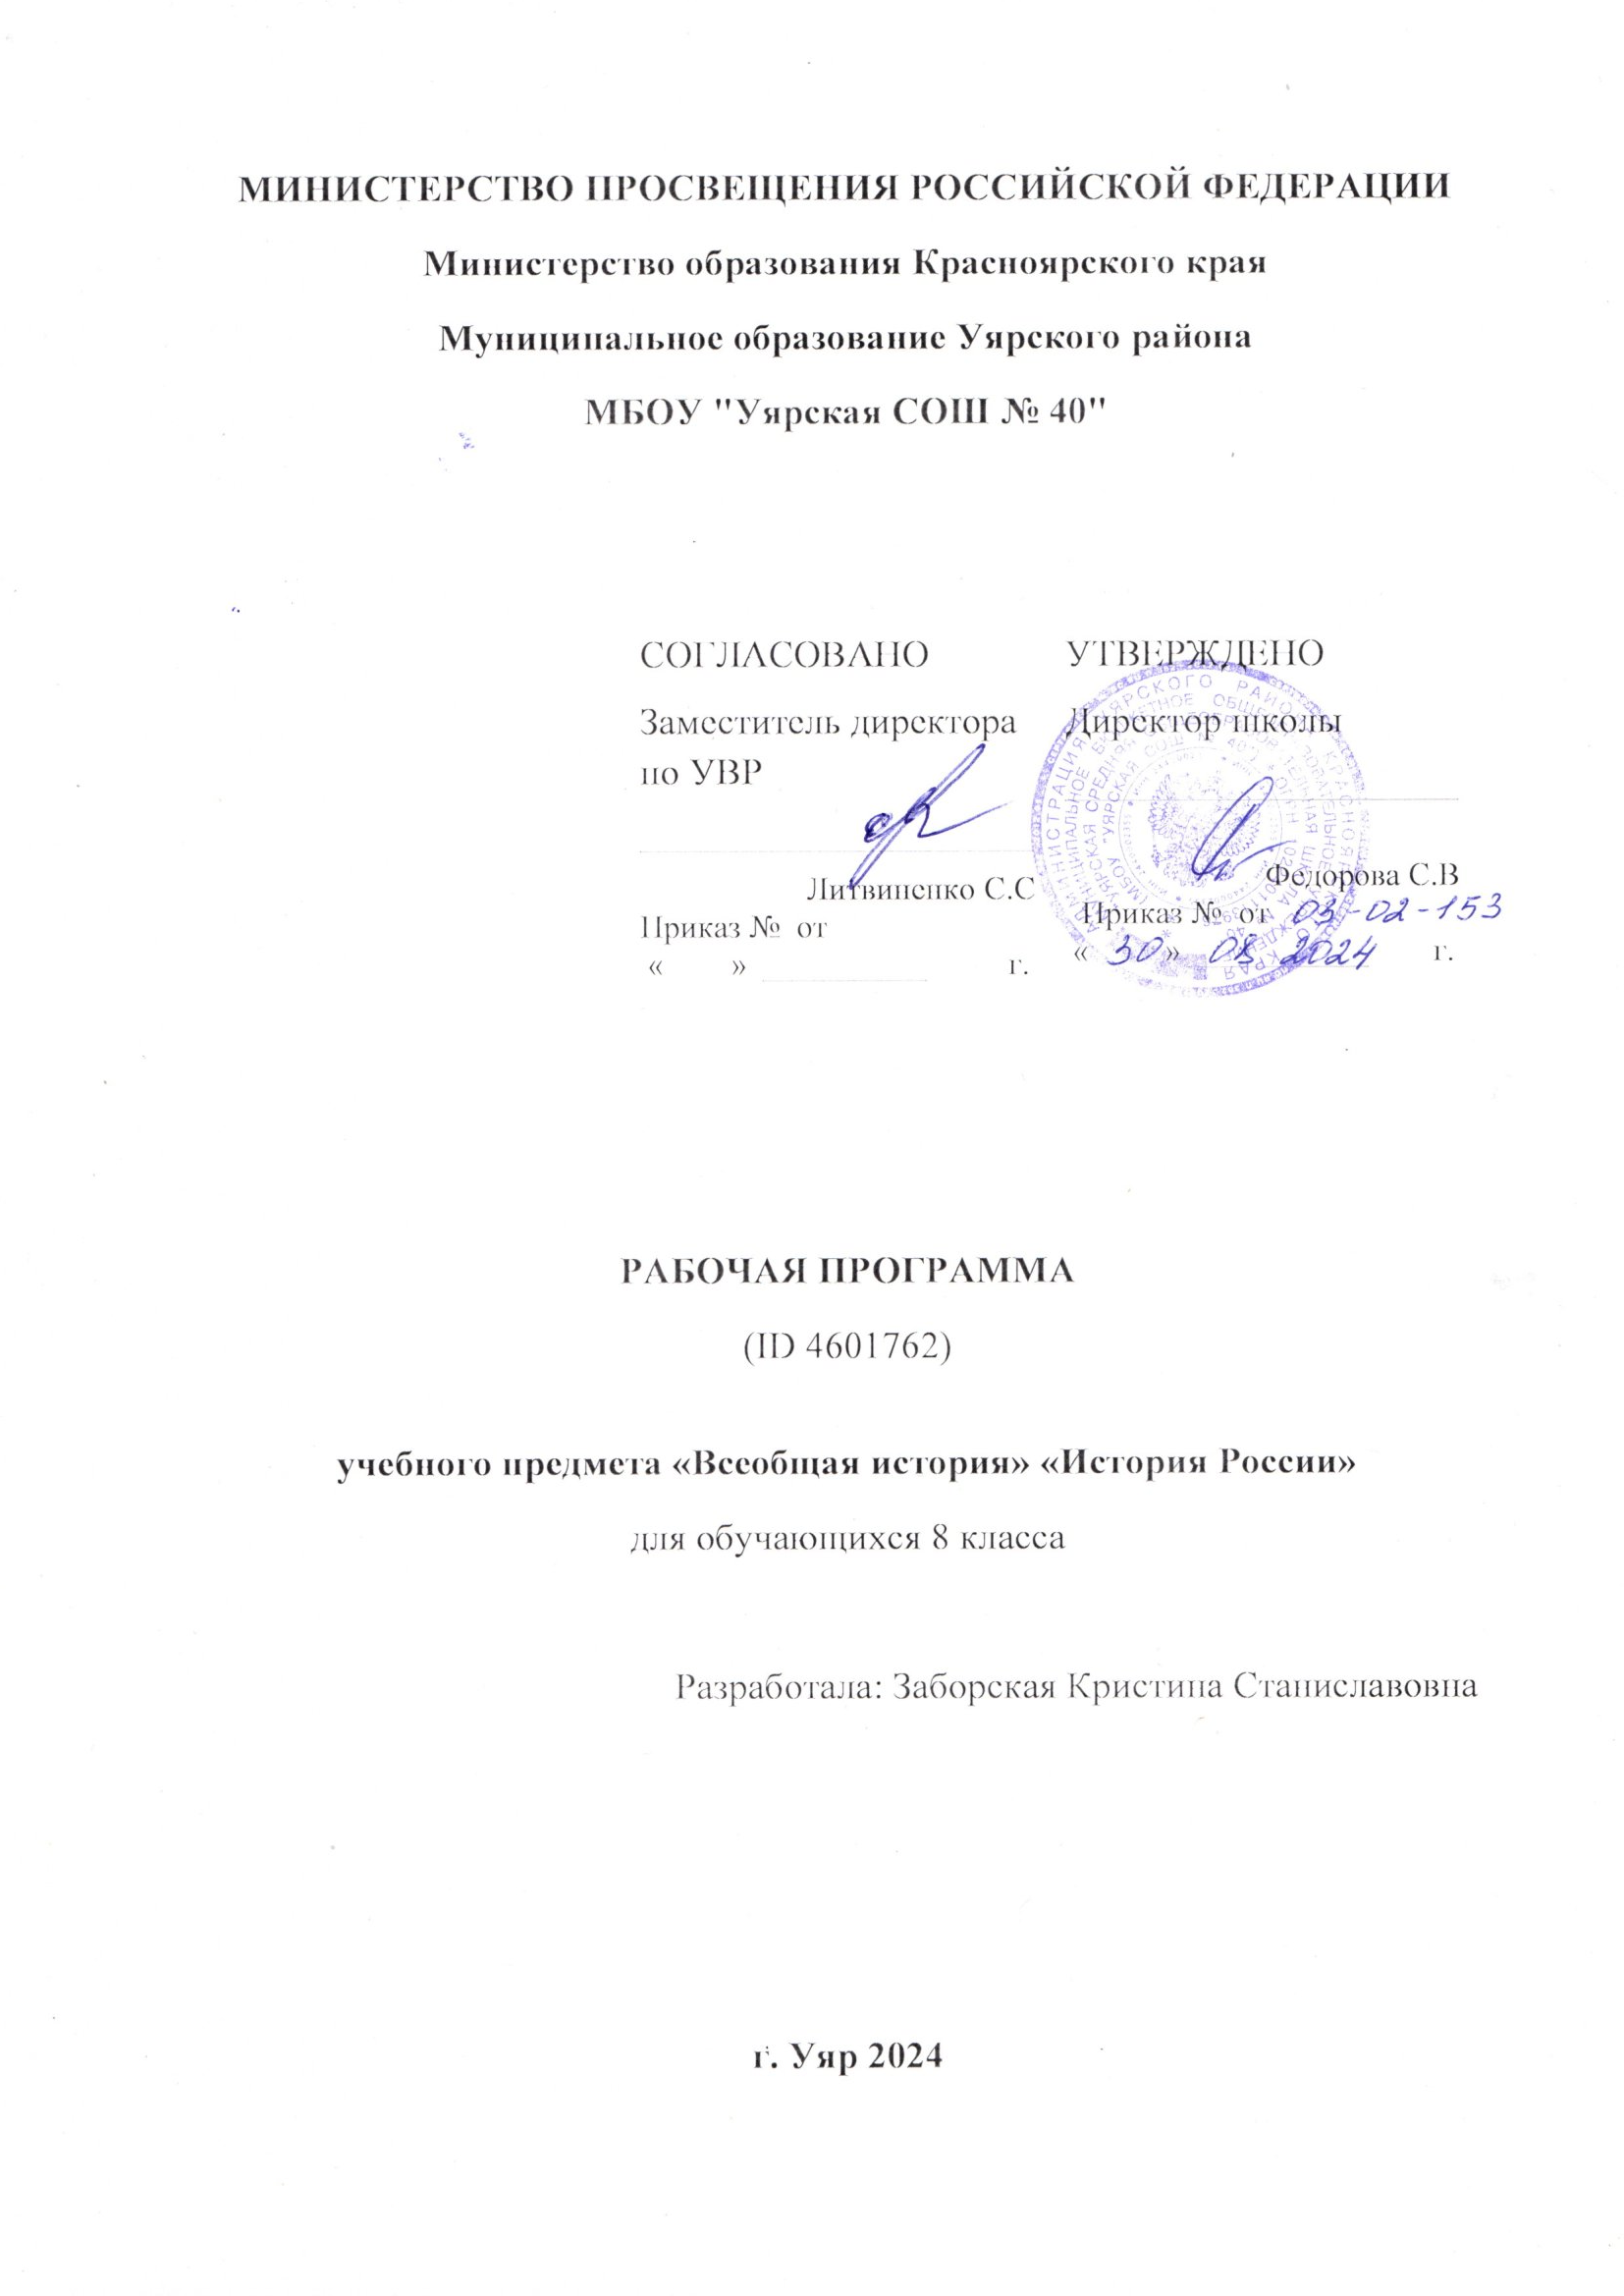 МИНИСТЕРСТВО ПРОСВЕЩЕНИЯ РОССИЙСКОЙ ФЕДЕРАЦИИ
Министерство образования Красноярского края
Муниципальное образование Уярского района
МБОУ "Уярская СОШ № 40"
СОГЛАСОВАНО
Заместитель директора
по УВР
Литвиненко С.С
Приказ № от
« » г.
УТВЕРЖДЕНО
Директор школы
Федорова С.В
Приказ № от 03-02-153
« 30 » 08 2024 г.
РАБОЧАЯ ПРОГРАММА
(ID 4601762)
учебного предмета «Всеобщая история» «История России»
для обучающихся 8 класса
Разработала: Заборская Кристина Станиславовна
г. Уяр 2024